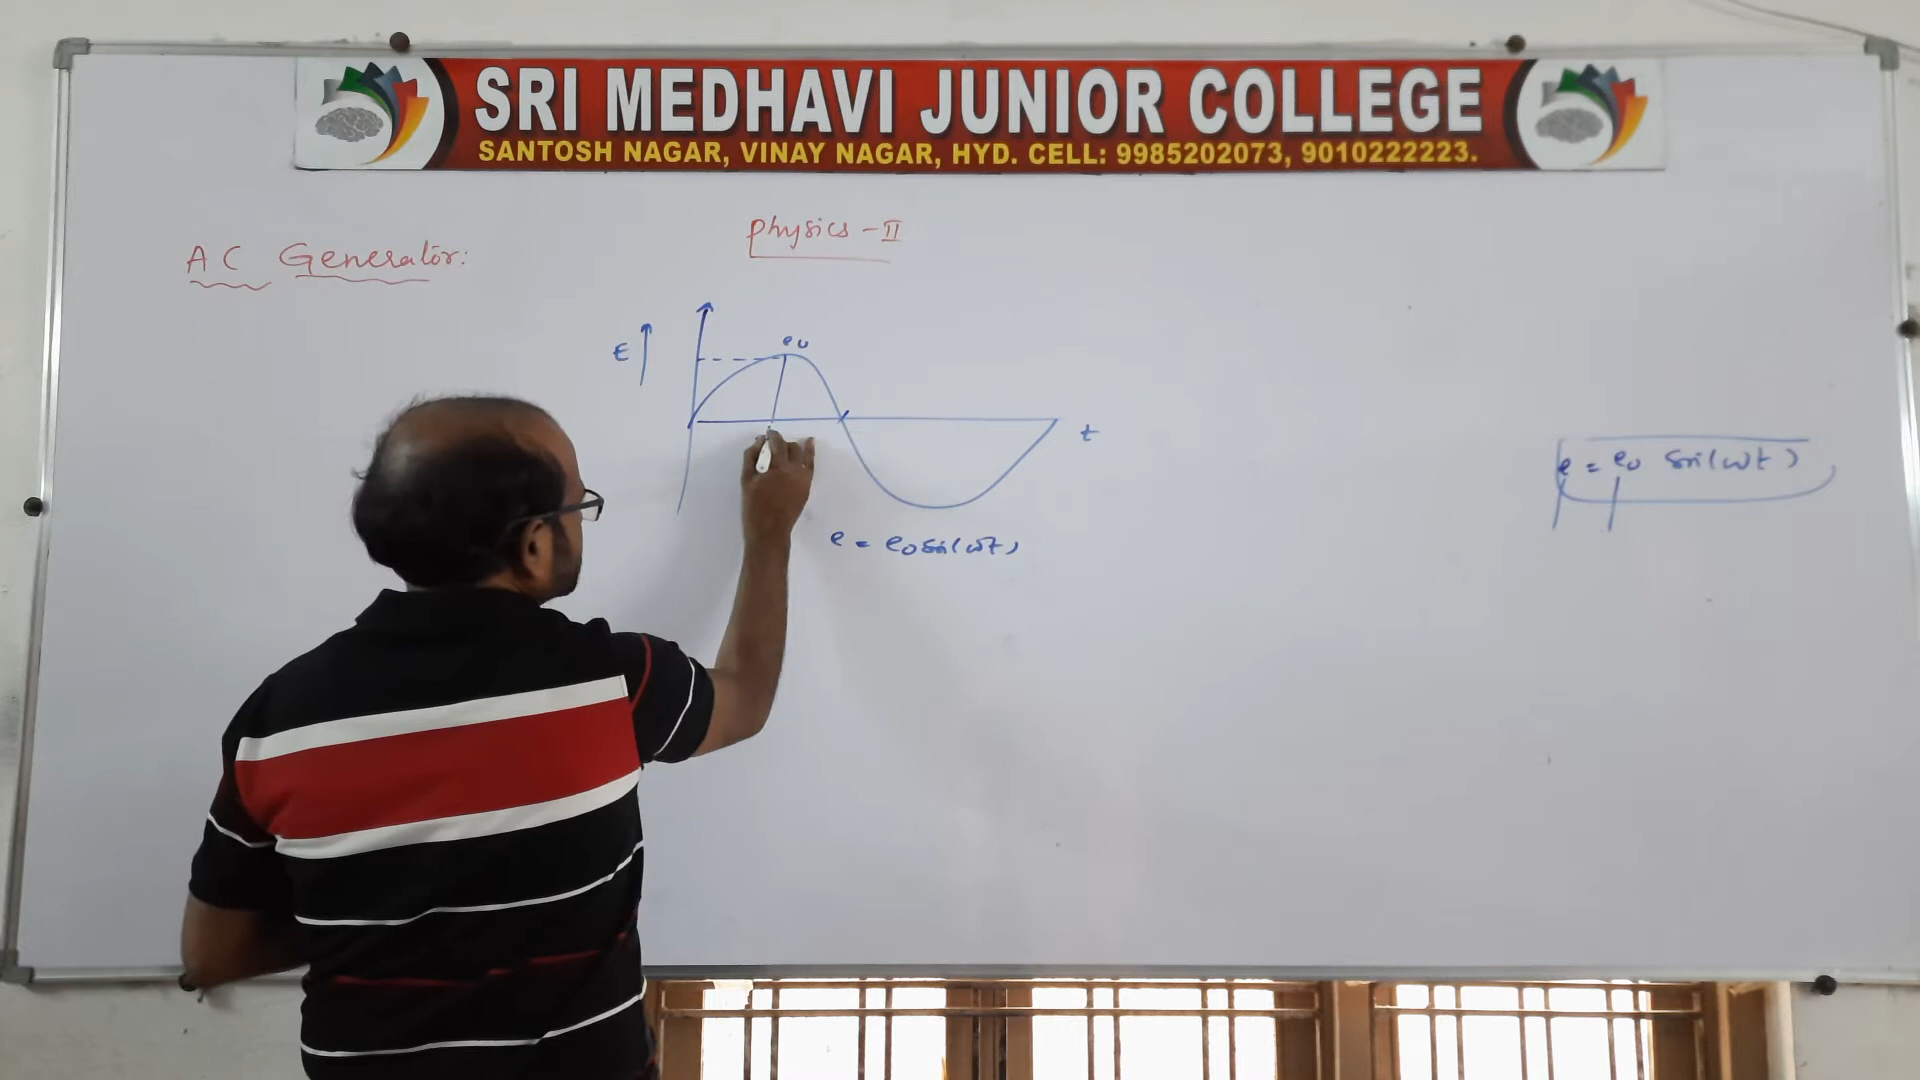 SRI MEDHAVI JUNIOR COLLEGE
SANTOSH NAGAR, VINAY NAGAR, HYD. CELL: 9985202073, 9010222223.
Physics - II
AC Generator:
E
e0
t
e = e0 sin(ωt)
e = e0 sin(ωt)